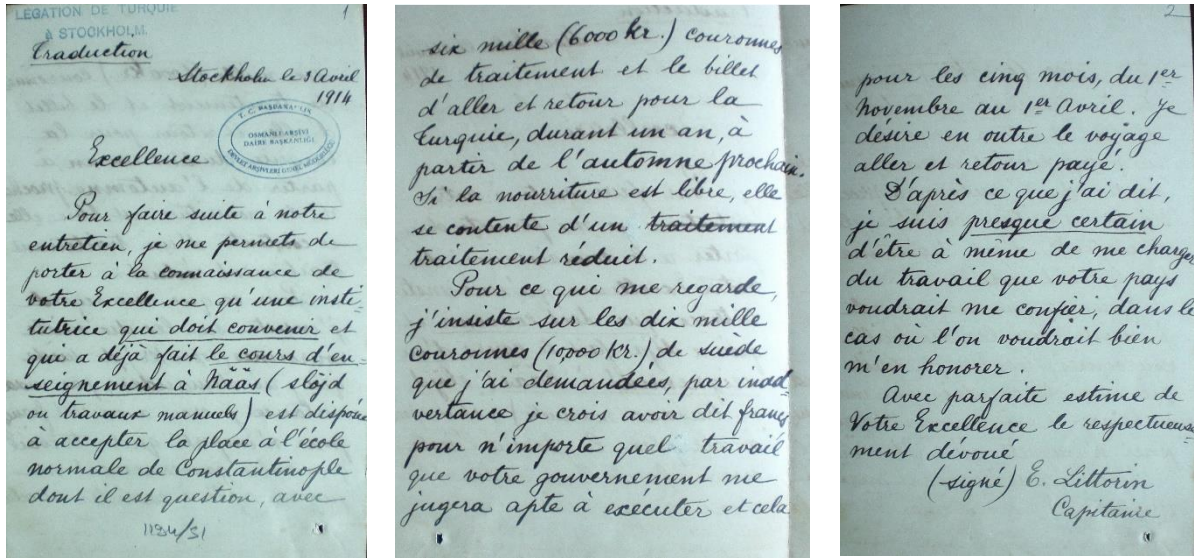 LÉGATION DE TURQUIE
à STOCKHOLM.
1
Traduction
Stockholm le 3 Avril
1914
T. C. BAŞBAKANLIK
OSMANLI ARŞİVİ
DAİRE BAŞKANLIĞI
DEVLET ARŞİVLERİ GENEL MÜDÜRLÜĞÜ
Excellence
Pour faire suite à notre
entretien, je me permets de
porter à la connaissance de
votre Excellence qu'une insti-
tutrice qui doit convenir et
qui a déjà fait le cours d'en-
seignement à Nääs (slöjd
ou travaux manuels) est disposée
à accepter la place à l'école
normale de Constantinople
dont il est question, avec
1194/31
six mille (6000 kr.) couronnes
de traitement et le billet
d'aller et retour pour la
Turquie, durant un an, à
partir de l'automne prochain.
Si la nourriture est libre, elle
se contente d'un traitement
traitement réduit.
Pour ce qui me regarde,
j'insiste sur les dix mille
couronnes (10,000 kr.) de suède
que j'ai demandées, par inad-
vertance je crois avoir dit francs
pour n'importe quel travail
que votre gouvernement me
jugera apte à exécuter et cela
2
pour les cinq mois, du 1er
Novembre au 1er Avril. Je
désire en outre le voyage
aller et retour payé.
D'après ce que j'ai dit,
je suis presque certain
d'être à même de me charger
du travail que votre pays
voudrait me confier, dans le
cas où l'on voudrait bien
m'en honorer.
Avec parfaite estime de
Votre Excellence le respectueuse-
ment dévoué
(signé) E. Littorin
Capitaine